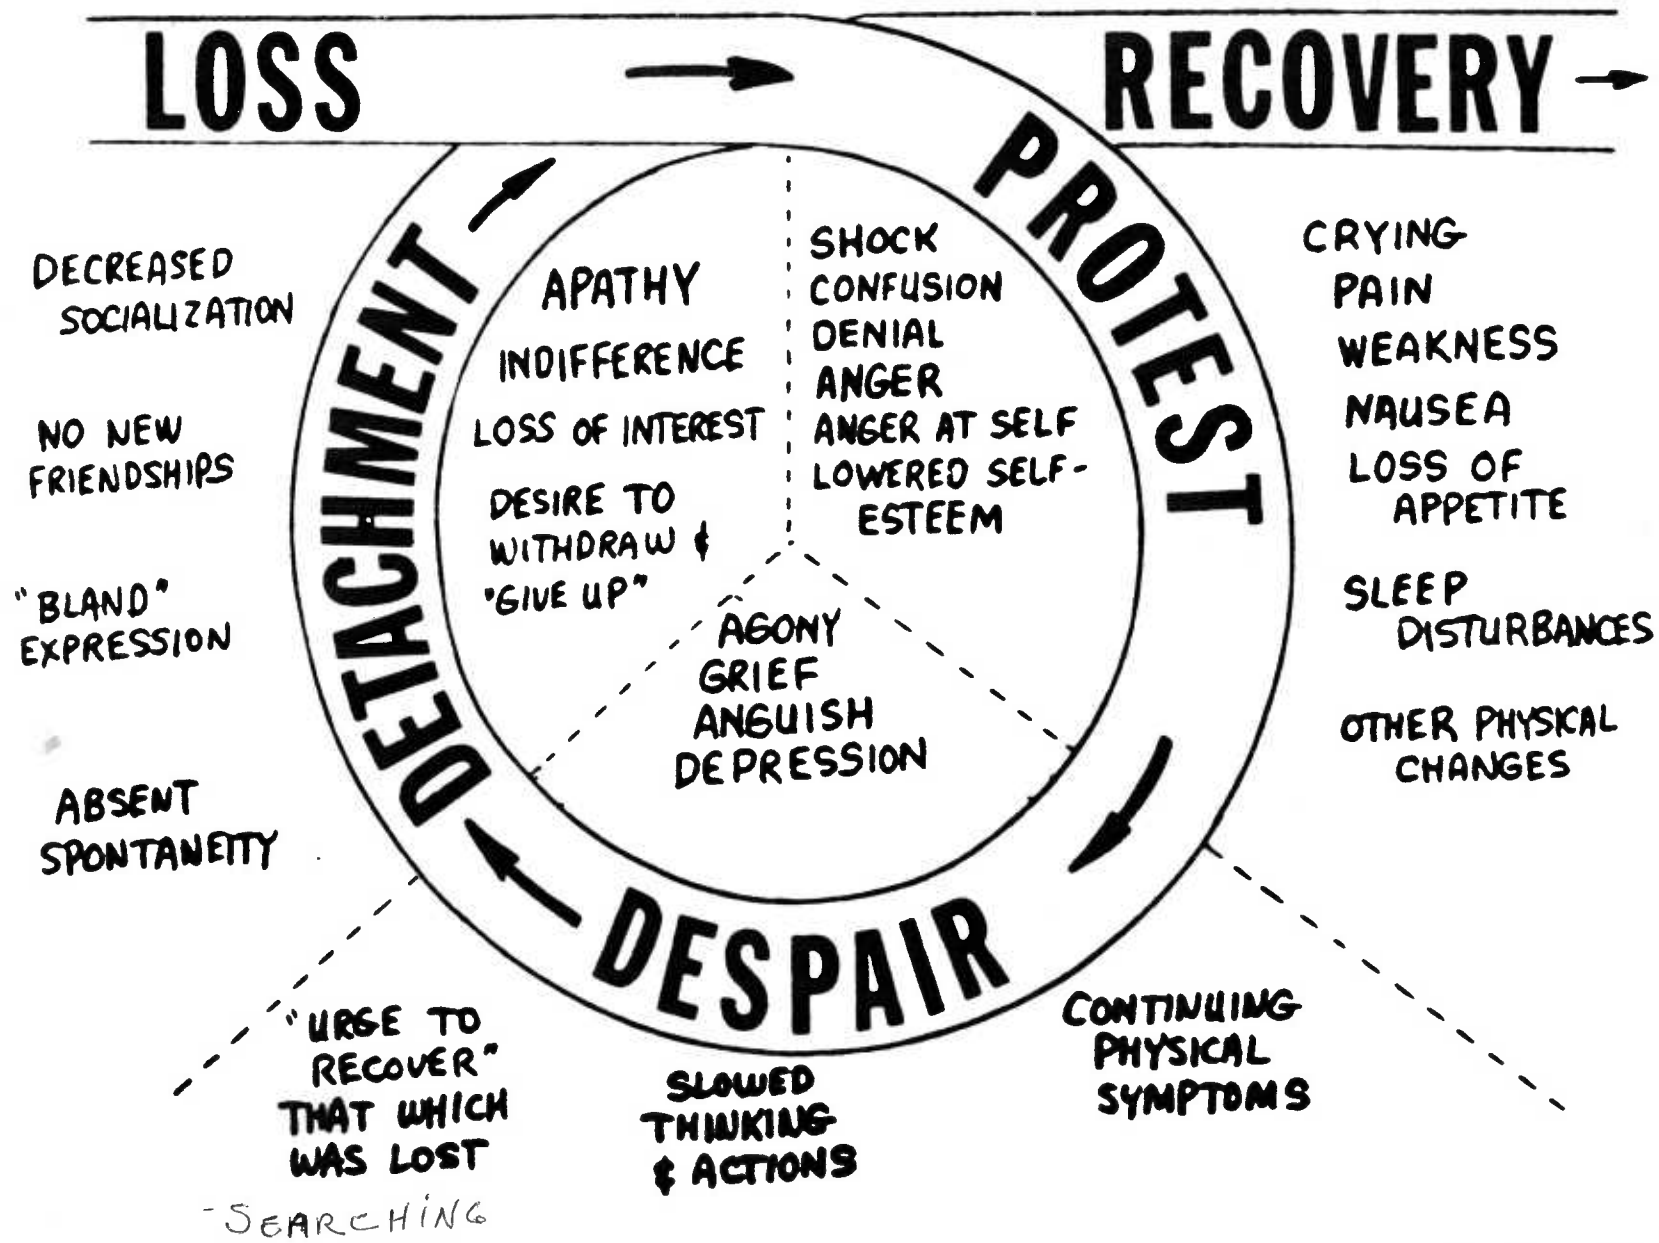 LOSS
RECOVERY
PROTEST
SHOCK
CONFUSION
DENIAL
ANGER
ANGER AT SELF
LOWERED SELF-
ESTEEM
CRYING
PAIN
WEAKNESS
NAUSEA
LOSS OF
APPETITE
SLEEP
DISTURBANCES
OTHER PHYSICAL
CHANGES
DESPAIR
AGONY
GRIEF
ANGUISH
DEPRESSION
CONTINUING
PHYSICAL
SYMPTOMS
SLOWED
THINKING
& ACTIONS
"URGE TO
RECOVER"
THAT WHICH
WAS LOST
-SEARCHING
DETACHMENT
APATHY
INDIFFERENCE
LOSS OF INTEREST
DESIRE TO
WITHDRAW &
"GIVE UP"
DECREASED
SOCIALIZATION
NO NEW
FRIENDSHIPS
"BLAND"
EXPRESSION
ABSENT
SPONTANEITY